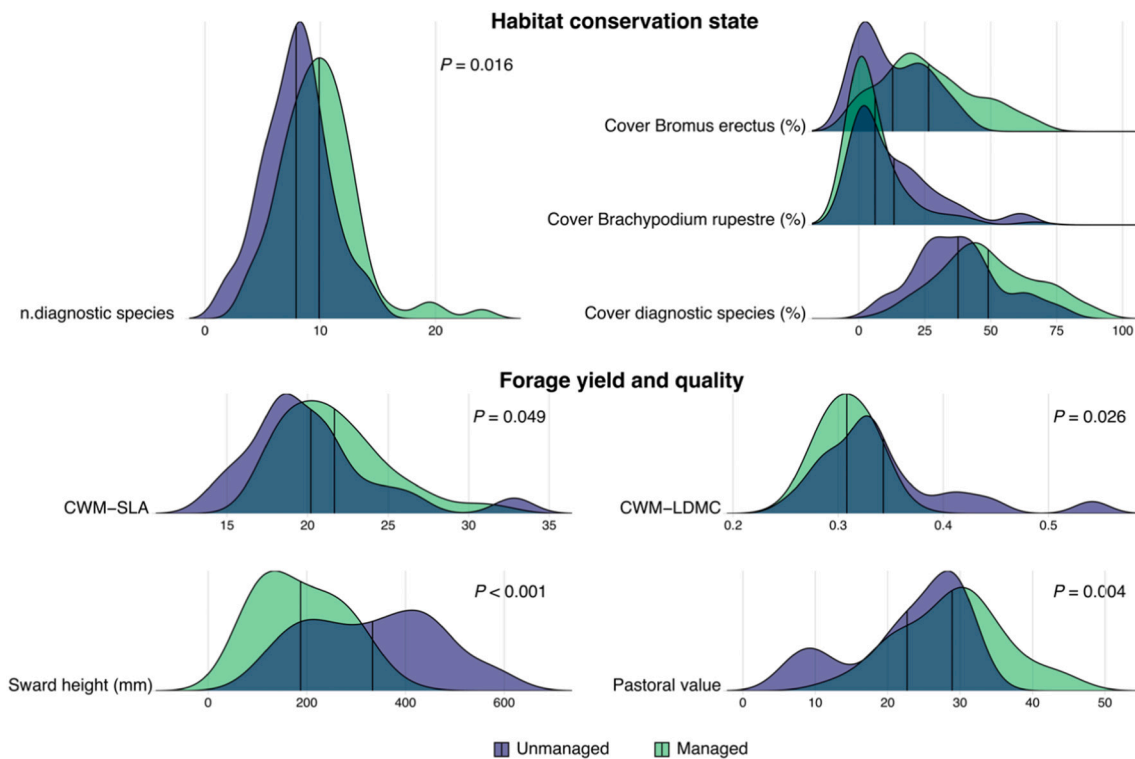 Habitat conservation state
P = 0.016
n.diagnostic species
0 10 20
Cover Bromus erectus (%)
Cover Brachypodium rupestre (%)
Cover diagnostic species (%)
0 25 50 75 100
Forage yield and quality
P = 0.049
CWM−SLA
15 20 25 30 35
P = 0.026
CWM−LDMC
0.2 0.3 0.4 0.5
P < 0.001
Sward height (mm)
0 200 400 600
P = 0.004
Pastoral value
0 10 20 30 40 50
Unmanaged Managed